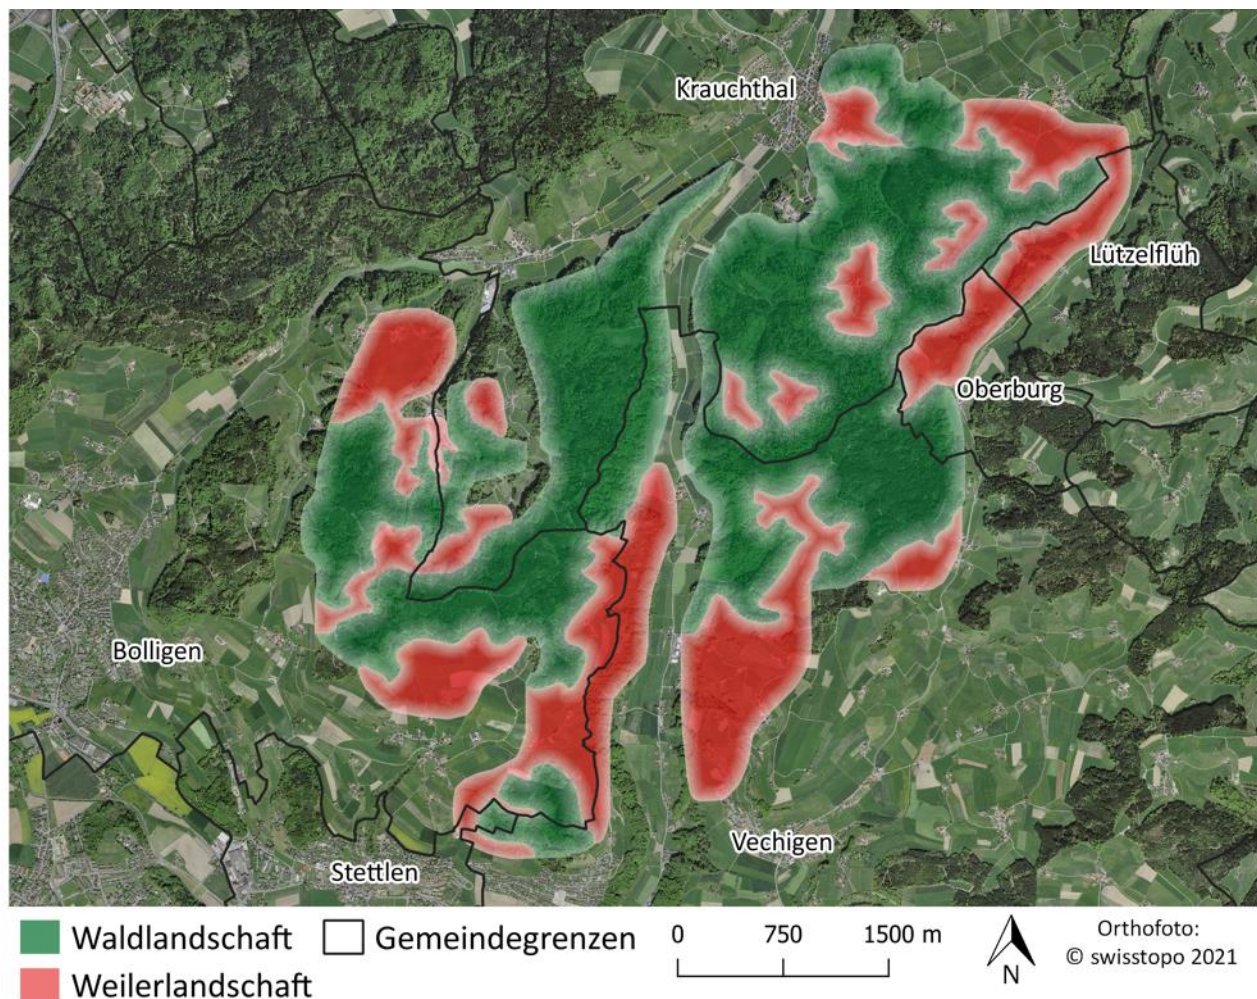 Krauchthal
Lützelflüh
Oberburg
Bolligen
Vechigen
Stettlen
Waldlandschaft
Gemeindegrenzen
0 750 1500 m
N
Orthofoto:
© swisstopo 2021
Weilerlandschaft